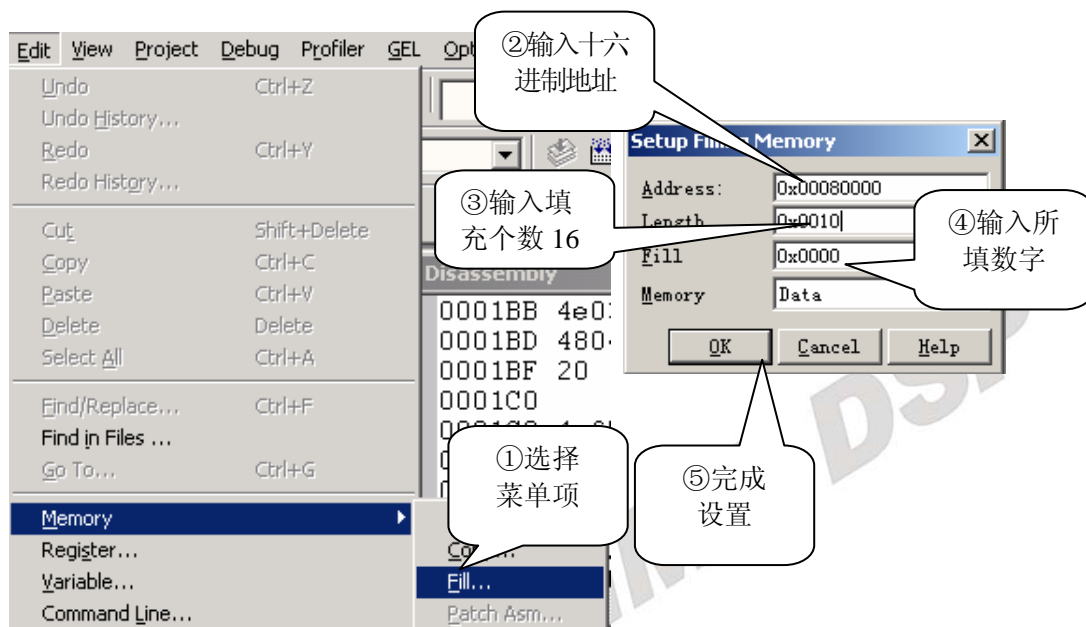 Edit View Project Debug Profiler GEL
②输入十六
进制地址
Undo Ctrl+Z
Undo History...
Redo Ctrl+Y
Redo History...
Cut Shift+Delete
Copy Ctrl+C
Paste Ctrl+V
Delete Delete
Select All Ctrl+A
Find/Replace... Ctrl+F
Find in Files ...
Go To... Ctrl+G
Memory
Register...
Variable...
Command Line...
Fill...
Patch Asm...
①选择
菜单项
Disassembly
0001BB
0001BD
0001BF 20
0001C0
③输入填
充个数 16
Setup Memory
Address: 0x00080000
Length 0x0010
Fill 0x0000
Memory Data
OK Cancel Help
④输入所
填数字
⑤完成
设置